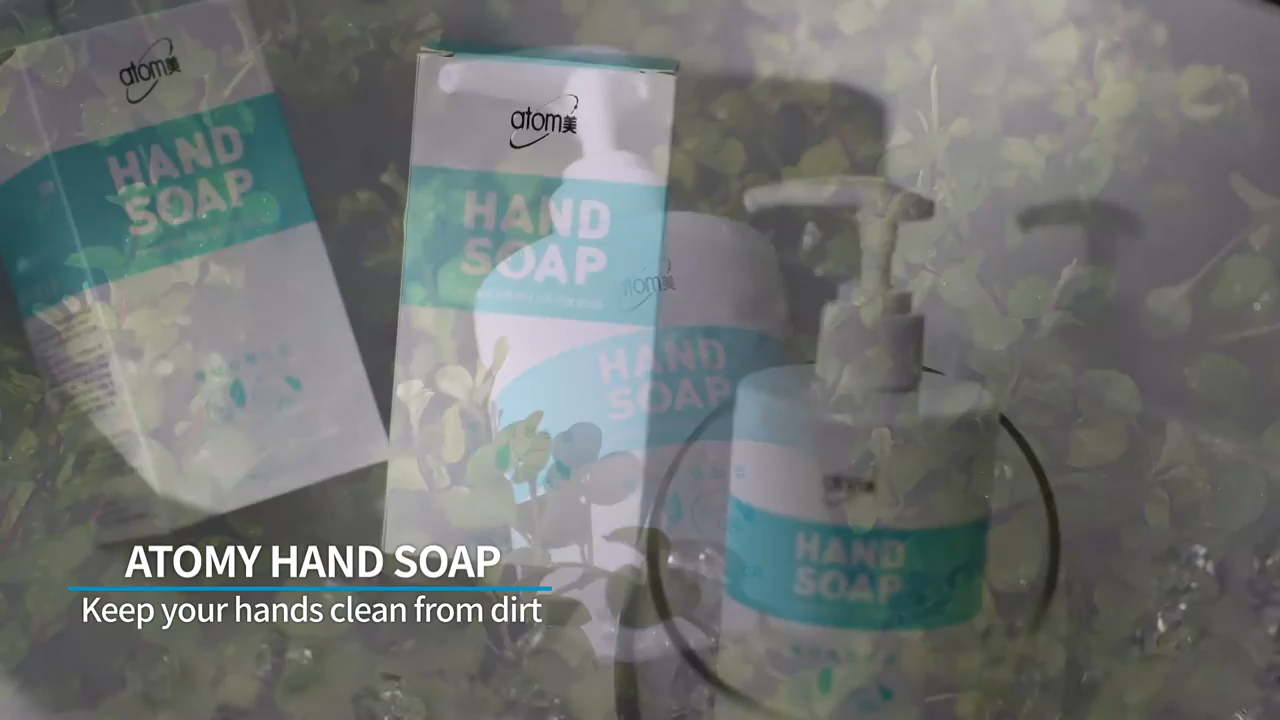 atom美
HAND
SOAP
atom美
HAND
SOAP
atom美
HAND
SOAP
HAND
SOAP
ATOMY HAND SOAP
Keep your hands clean from dirt